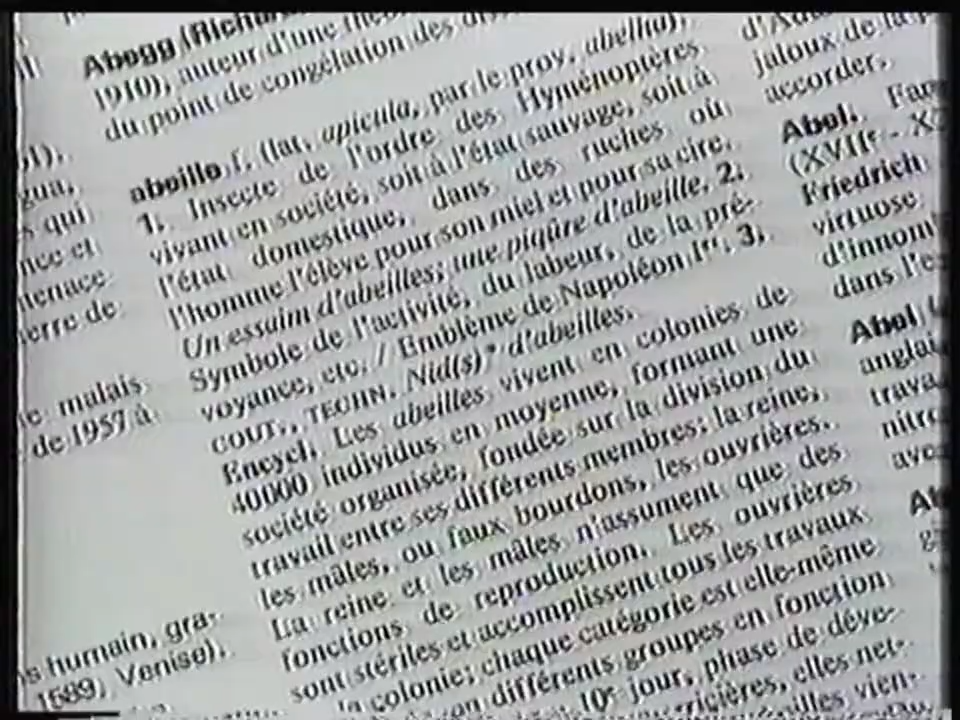 Abegg (Richard
1910), auteur d'une
du point de congélation des
abeille f. (lat. apicula, par le prov. abelha).
1. Insecte de l'ordre des Hyménoptères
vivant en société, soit à l'état sauvage, soit à
l'état domestique, dans des ruches où
l'homme l'élève pour son miel et pour sa cire.
Un essaim d'abeilles; une piqûre d'abeille. 2.
Symbole de l'activité, du labeur, de la pré-
voyance, etc. / Emblème de Napoléon Ier. 3.
COUT., TECHN. Nid(s)* d'abeilles.
Encycl. Les abeilles vivent en colonies de
40000 individus en moyenne, formant une
société organisée, fondée sur la division du
travail entre ses différents membres: la reine,
les mâles, ou faux bourdons, les ouvrières.
La reine et les mâles n'assument que des
fonctions de reproduction. Les ouvrières
sont stériles et accomplissent tous les travaux
colonie; chaque catégorie est elle-même
différents groupes en fonction
10e jour, phase de déve-
elles net-
vien-
qui
et
menace
de
malais
de 1957 à
humain, gra-
1589, Venise).
jaloux de la
accorder.
Abel.
(XVIIe - 
Friedrich
virtuose
d'innom
dans l'
Abel
anglai
trava
nitro
avec